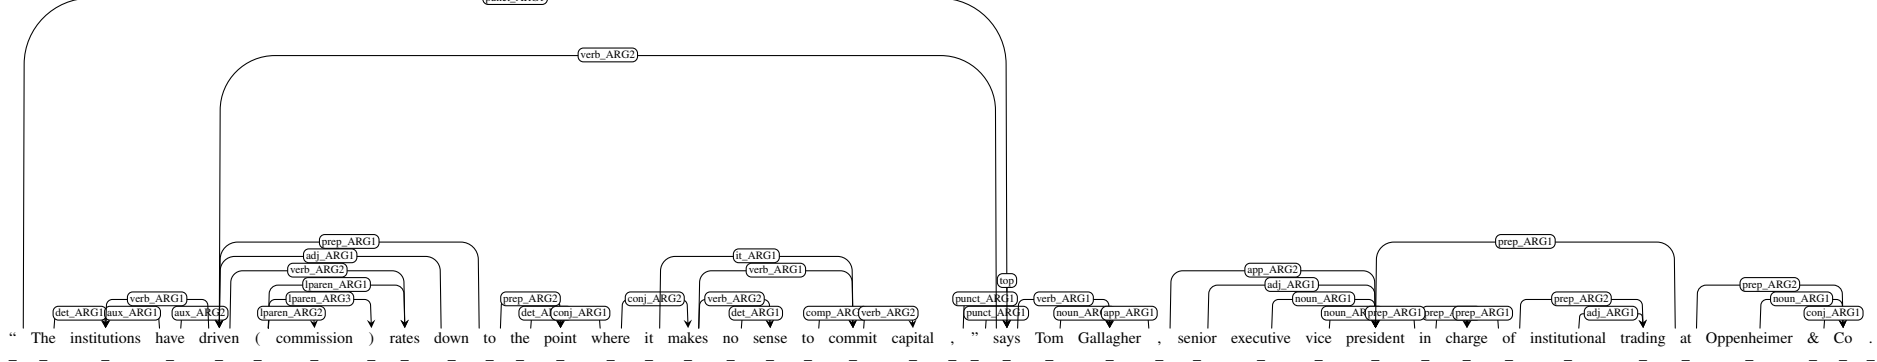 verb_ARG2
prep_ARG1 prep_ARG1
adj_ARG1 it_ARG1
verb_ARG2 verb_ARG1 app_ARG2
lparen_ARG1 top adj_ARG1 prep_ARG2
verb_ARG1 lparen_ARG3 prep_ARG2 conj_ARG2 verb_ARG2 punct_ARG1 verb_ARG1 noun_ARG1 prep_ARG2 noun_ARG1
det_ARG1 aux_ARG1 aux_ARG2 lparen_ARG2 conj_ARG1 det_ARG1 verb_ARG2 punct_ARG1 app_ARG1 prep_ARG1 prep_ARG1 adj_ARG1 conj_ARG1
“ The institutions have driven ( commission ) rates down to the point where it makes no sense to commit capital , ” says Tom Gallagher , senior executive vice president in charge of institutional trading at Oppenheimer & Co .